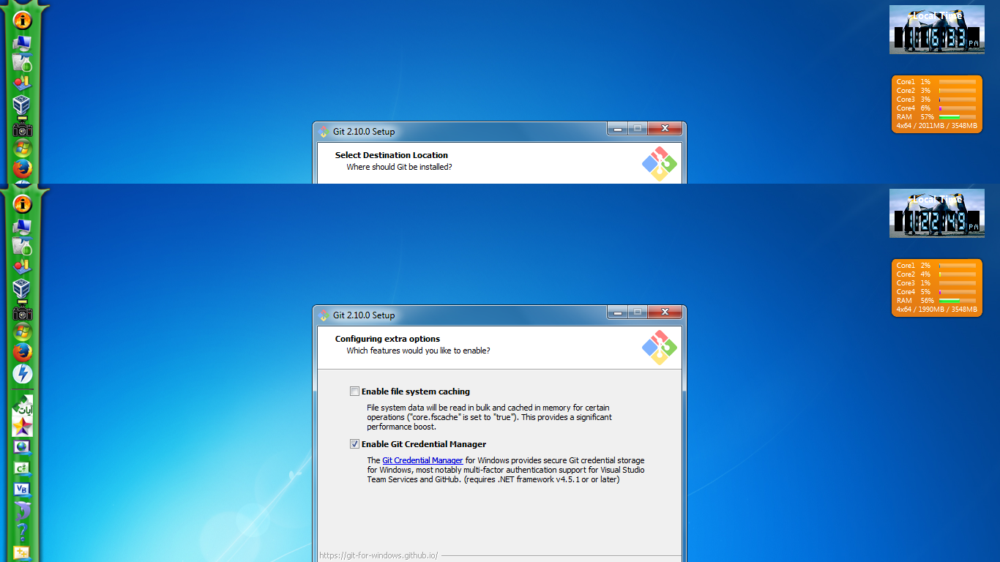 Local Time
PM
Core1 1%
Core2 3%
Core3 3%
Core4 6%
RAM 57%
4x64 / 2011MB / 3548MB
Git 2.10.0 Setup
Select Destination Location
Where should Git be installed?
Local Time
PM
Core1 2%
Core2 4%
Core3 1%
Core4 5%
RAM 56%
4x64 / 1990MB / 3548MB
Git 2.10.0 Setup
Configuring extra options
Which features would you like to enable?
Enable file system caching
File system data will be read in bulk and cached in memory for certain
operations ("core.fscache" is set to "true"). This provides a significant
performance boost.
Enable Git Credential Manager
The Git Credential Manager for Windows provides secure Git credential storage
for Windows, most notably multi-factor authentication support for Visual Studio
Team Services and GitHub. (requires .NET framework v4.5.1 or or later)
VB
https://git-for-windows.github.io/